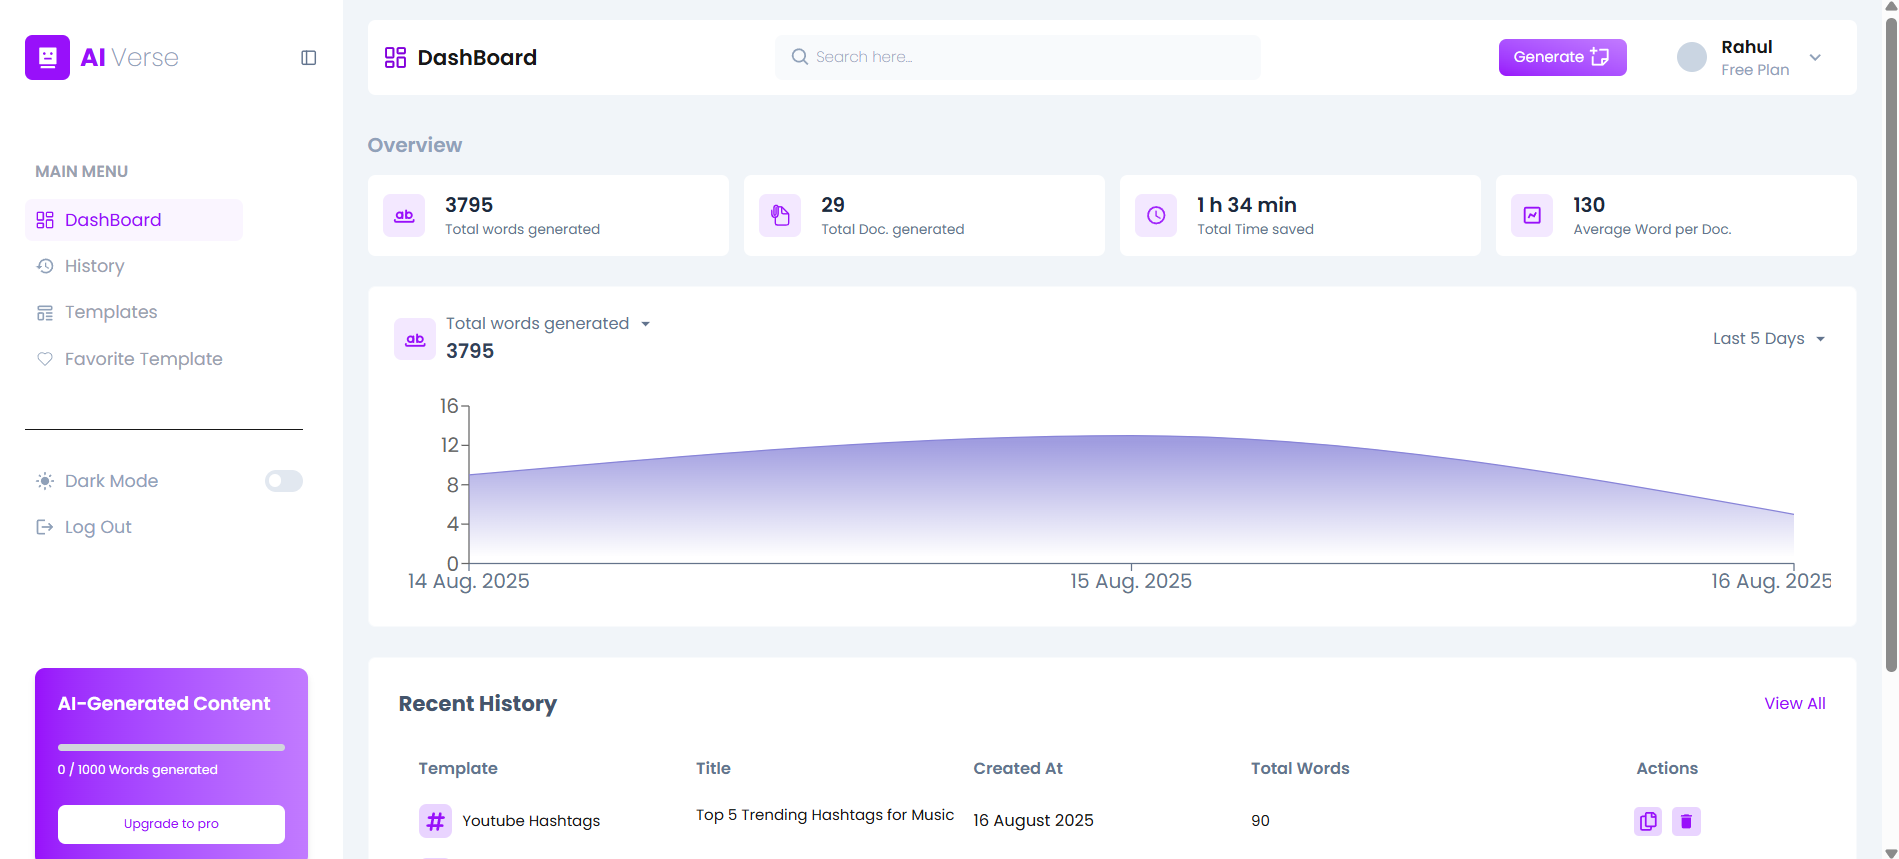 AI Verse
MAIN MENU
DashBoard
History
Templates
Favorite Template
Dark Mode
Log Out
AI-Generated Content
0 / 1000 Words generated
Upgrade to pro
DashBoard
Search here...
Generate
Rahul
Free Plan
Overview
3795
Total words generated
29
Total Doc. generated
1 h 34 min
Total Time saved
130
Average Word per Doc.
ab
ab
Total words generated
3795
Last 5 Days
16
12
8
4
0
14 Aug. 2025
15 Aug. 2025
16 Aug. 2025
Recent History
View All
Template Title Created At Total Words Actions
# Youtube Hashtags Top 5 Trending Hashtags for Music 16 August 2025 90